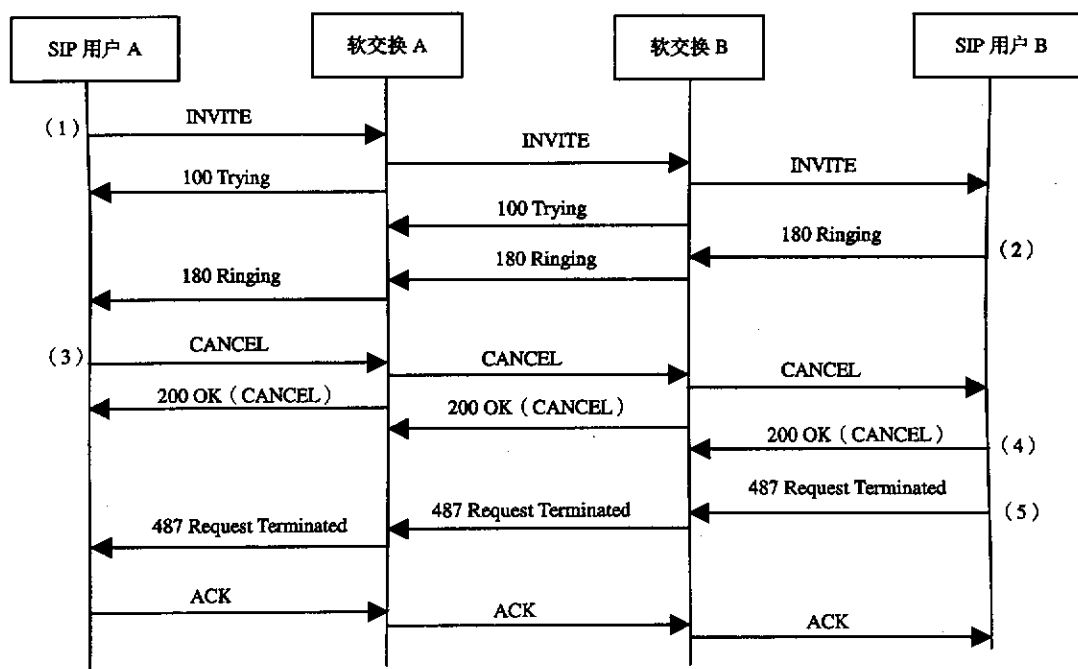 SIP 用户 A
软交换 A
软交换 B
SIP 用户 B
(1)
INVITE
INVITE
INVITE
100 Trying
100 Trying
180 Ringing
(2)
180 Ringing
180 Ringing
(3)
CANCEL
CANCEL
CANCEL
200 OK（CANCEL）
200 OK（CANCEL）
200 OK（CANCEL）
(4)
487 Request Terminated
(5)
487 Request Terminated
487 Request Terminated
ACK
ACK
ACK